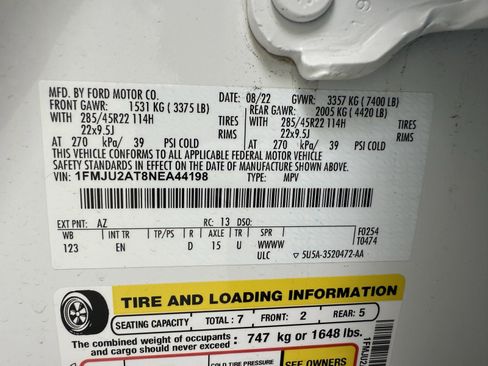 MFD. BY FORD MOTOR CO.
DATE: 08/22 GVWR: 3357 KG ( 7400 LB)
FRONT GAWR: 1531 KG ( 3375 LB) REAR GAWR: 2005 KG ( 4420 LB)
WITH 285/45R22 114H TIRES WITH 285/45R22 114H TIRES
22x9.5J RIMS 22x9.5J RIMS
AT 270 kPa/ 39 PSI COLD AT 270 kPa/ 39 PSI COLD
THIS VEHICLE CONFORMS TO ALL APPLICABLE FEDERAL MOTOR VEHICLE
SAFETY STANDARDS IN EFFECT ON THE DATE OF MANUFACTURE SHOWN ABOVE.
VIN: 1FMJU2AT8NEA44198 TYPE: MPV
EXT PNT: AZ RC: 13 DSO: F0254
WB INT TR TP/PS R AXLE TR SPR T0474
123 EN D 15 U WWWW
ULC 5U5A-3520472-AA
TIRE AND LOADING INFORMATION
SEATING CAPACITY TOTAL: 7 FRONT: 2 REAR: 5
The combined weight of occupants and cargo should never exceed : 747 kg or 1648 lbs.
COLD TIRE PRESSURE
SEE OWNERS